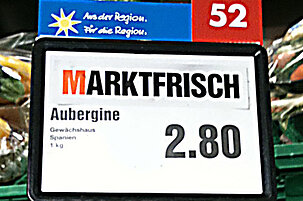 Aus der Region.
Für die Region.
52
MARKTFRISCH
Aubergine
Gewächshaus
Spanien
1 kg
2.80